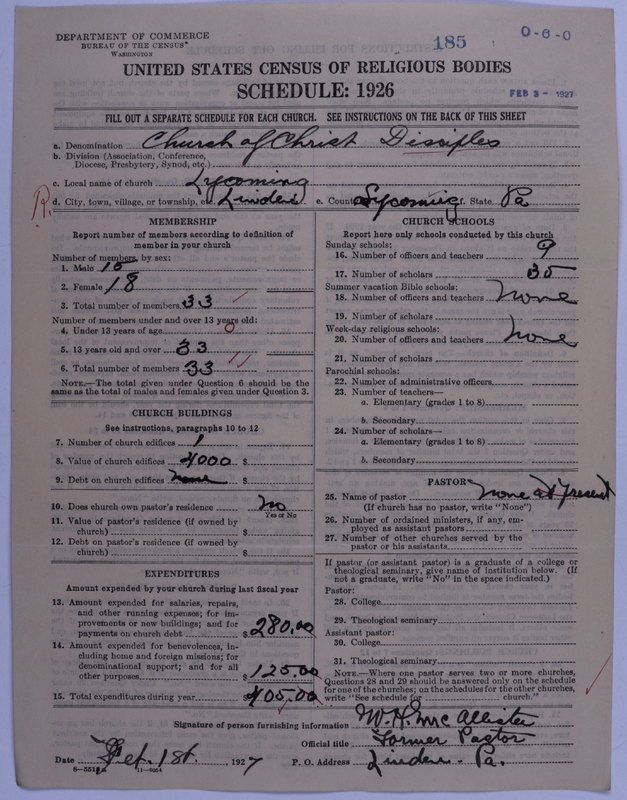 DEPARTMENT OF COMMERCE
BUREAU OF THE CENSUS
WASHINGTON
185
0-6-0
UNITED STATES CENSUS OF RELIGIOUS BODIES
SCHEDULE: 1926
FEB 3 - 1927
FILL OUT A SEPARATE SCHEDULE FOR EACH CHURCH. SEE INSTRUCTIONS ON THE BACK OF THIS SHEET
a. Denomination Church of Christ Disciples
b. Division (Association, Conference,
Diocese, Presbytery, Synod, etc.)
c. Local name of church Lycoming
R. d. City, town, village, or township, etc. Linden e. County Lycoming f. State Pa
MEMBERSHIP
Report number of members according to definition of
member in your church
Number of members, by sex:
1. Male 15
2. Female 18
3. Total number of members 33
Number of members under and over 13 years old:
4. Under 13 years of age 0
5. 13 years old and over 33
6. Total number of members 33
NOTE.—The total given under Question 6 should be the
same as the total of males and females given under Question 3.
CHURCH BUILDINGS
See instructions, paragraphs 10 to 12
7. Number of church edifices 1
8. Value of church edifices 4000 $
9. Debt on church edifices none $
10. Does church own pastor's residence no
Yes or No
11. Value of pastor's residence (if owned by
church) $
12. Debt on pastor's residence (if owned by
church) $
EXPENDITURES
Amount expended by your church during last fiscal year
13. Amount expended for salaries, repairs,
and other running expenses; for im-
provements or new buildings; and for
payments on church debt $ 280.00
14. Amount expended for benevolences, in-
cluding home and foreign missions; for
denominational support; and for all
other purposes $ 125.00
15. Total expenditures during year 405.00
CHURCH SCHOOLS
Report here only schools conducted by this church
Sunday schools:
16. Number of officers and teachers 9
17. Number of scholars 35
Summer vacation Bible schools:
18. Number of officers and teachers none
19. Number of scholars
Week-day religious schools:
20. Number of officers and teachers none
21. Number of scholars
Parochial schools:
22. Number of administrative officers
23. Number of teachers—
a. Elementary (grades 1 to 8)
b. Secondary
24. Number of scholars—
a. Elementary (grades 1 to 8)
b. Secondary
PASTOR
25. Name of pastor none at Present
(If church has no pastor, write "None")
26. Number of ordained ministers, if any, em-
ployed as assistant pastors
27. Number of other churches served by the
pastor or his assistants
If pastor (or assistant pastor) is a graduate of a college or
theological seminary, give name of institution below. (If
not a graduate, write "No" in the space indicated.)
Pastor:
28. College
29. Theological seminary
Assistant pastor:
30. College
31. Theological seminary
NOTE.—Where one pastor serves two or more churches,
Questions 28 and 29 should be answered only on the schedule
for one of the churches; on the schedules for the other churches,
write "See schedule for church."
Signature of person furnishing information W. H. McAllister
Official title Former Pastor
Date Feb. 1st. 1927 P. O. Address Linden - Pa.
8-5512a 11-9064